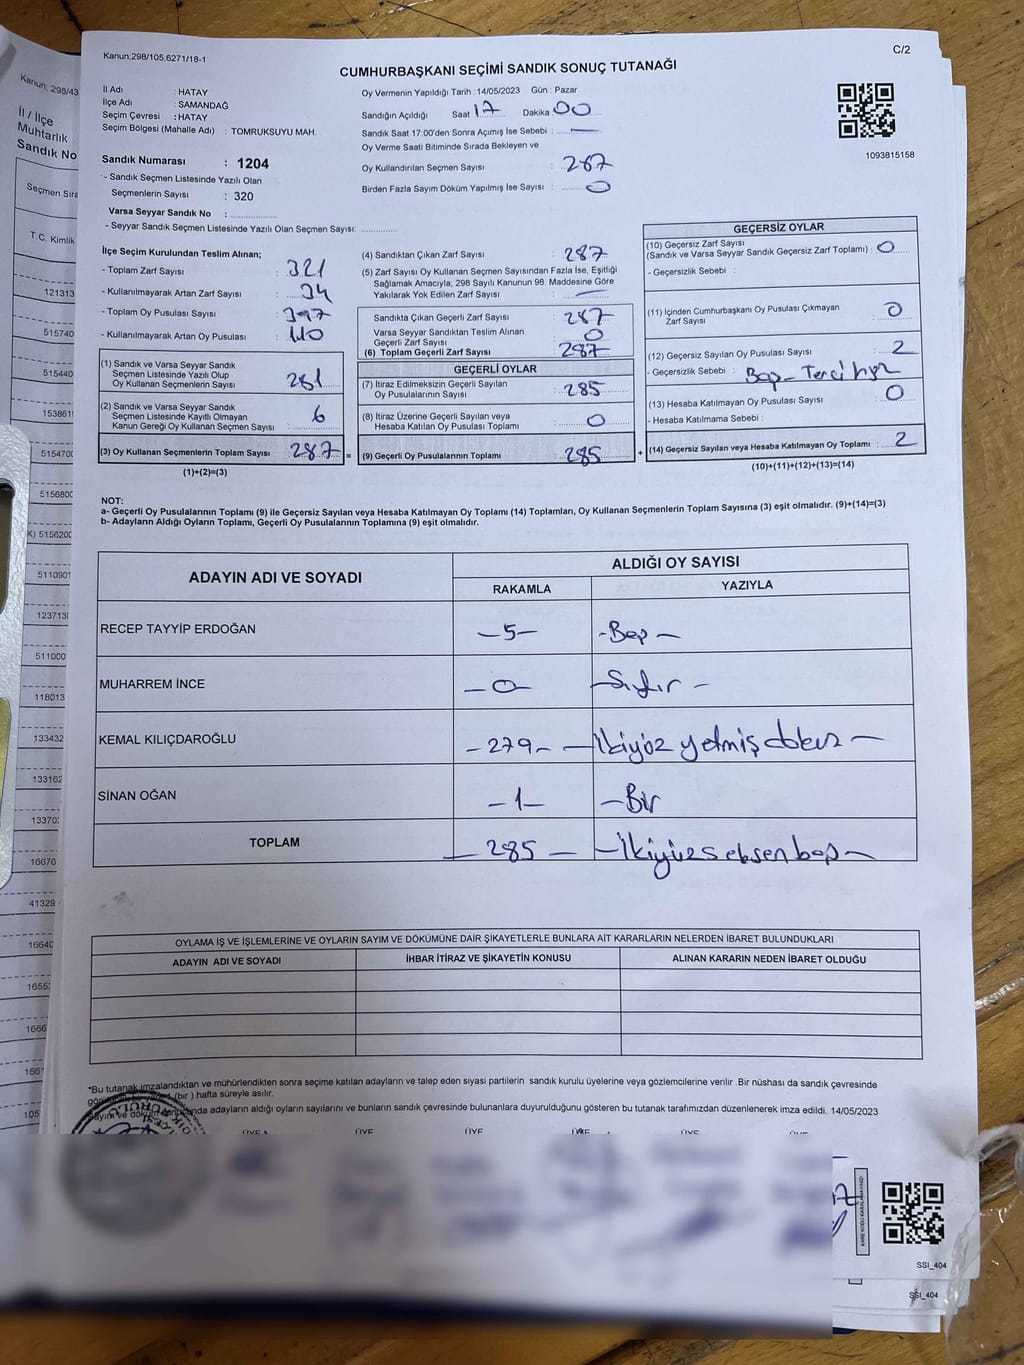 Kanun;298/105,6271/18-1
C/2
CUMHURBAŞKANI SEÇİMİ SANDIK SONUÇ TUTANAĞI
İl Adı : HATAY
İlçe Adı : SAMANDAĞ
Seçim Çevresi : HATAY
Seçim Bölgesi (Mahalle Adı) : TOMRUKSUYU MAH.
Oy Vermenin Yapıldığı Tarih : 14/05/2023 Gün : Pazar
Sandığın Açıldığı Saat 17 Dakika 00
Sandık Saat 17:00'den Sonra Açımış İse Sebebi :
Oy Verme Saati Bitiminde Sırada Bekleyen ve
Oy Kullandırılan Seçmen Sayısı : 287
Birden Fazla Sayım Döküm Yapılmış İse Sayısı : 0
1093815158
Sandık Numarası : 1204
- Sandık Seçmen Listesinde Yazılı Olan
Seçmenlerin Sayısı : 320
Varsa Seyyar Sandık No :
- Seyyar Sandık Seçmen Listesinde Yazılı Olan Seçmen Sayısı:
İlçe Seçim Kurulundan Teslim Alınan;
- Toplam Zarf Sayısı : 321
- Kullanılmayarak Artan Zarf Sayısı : 34
- Toplam Oy Pusulası Sayısı : 397
- Kullanılmayarak Artan Oy Pusulası : 110
(1) Sandık ve Varsa Seyyar Sandık
Seçmen Listesinde Yazılı Olup
Oy Kullanan Seçmenlerin Sayısı : 281
(2) Sandık ve Varsa Seyyar Sandık
Seçmen Listesinde Kayıtlı Olmayan
Kanun Gereği Oy Kullanan Seçmen Sayısı : 6
(3) Oy Kullanan Seçmenlerin Toplam Sayısı : 287 =
(1)+(2)=(3)
(4) Sandıktan Çıkan Zarf Sayısı : 287
(5) Zarf Sayısı Oy Kullanan Seçmen Sayısından Fazla İse, Eşitliği
Sağlamak Amacıyla; 298 Sayılı Kanunun 98. Maddesine Göre
Yakılarak Yok Edilen Zarf Sayısı :
Sandıkta Çıkan Geçerli Zarf Sayısı : 287
Varsa Seyyar Sandıktan Teslim Alınan
Geçerli Zarf Sayısı : 0
(6) Toplam Geçerli Zarf Sayısı : 287
GEÇERLİ OYLAR
(7) İtiraz Edilmeksizin Geçerli Sayılan
Oy Pusulalarının Sayısı : 285
(8) İtiraz Üzerine Geçerli Sayılan veya
Hesaba Katılan Oy Pusulası Toplamı : 0
(9) Geçerli Oy Pusulalarının Toplamı : 285 +
GEÇERSİZ OYLAR
(10) Geçersiz Zarf Sayısı
(Sandık ve Varsa Seyyar Sandık Geçersiz Zarf Toplamı) : 0
- Geçersizlik Sebebi :
(11) İçinden Cumhurbaşkanı Oy Pusulası Çıkmayan
Zarf Sayısı : 0
(12) Geçersiz Sayılan Oy Pusulası Sayısı : 2
- Geçersizlik Sebebi : Boş -
(13) Hesaba Katılmayan Oy Pusulası Sayısı : 0
- Hesaba Katılmama Sebebi :
(14) Geçersiz Sayılan veya Hesaba Katılmayan Oy Toplamı : 2
(10)+(11)+(12)+(13)=(14)
NOT:
a- Geçerli Oy Pusulalarının Toplamı (9) ile Geçersiz Sayılan veya Hesaba Katılmayan Oy Toplamı (14) Toplamları, Oy Kullanan Seçmenlerin Toplam Sayısına (3) eşit olmalıdır. (9)+(14)=(3)
b- Adayların Aldığı Oyların Toplamı, Geçerli Oy Pusulalarının Toplamına (9) eşit olmalıdır.
ADAYIN ADI VE SOYADI
ALDIĞI OY SAYISI
RAKAMLA YAZIYLA
RECEP TAYYİP ERDOĞAN -5- -Beş-
MUHARREM İNCE -0- -Sıfır-
KEMAL KILIÇDAROĞLU -279- -İkiyüz yetmiş dokuz-
SİNAN OĞAN -1- -Bir
TOPLAM -285- -İkiyüzseksen beş-
OYLAMA İŞ VE İŞLEMLERİNE VE OYLARIN SAYIM VE DÖKÜMÜNE DAİR ŞİKAYETLERLE BUNLARA AİT KARARLARIN NELERDEN İBARET BULUNDUKLARI
ADAYIN ADI VE SOYADI İHBAR İTİRAZ VE ŞİKAYETİN KONUSU ALINAN KARARIN NEDEN İBARET OLDUĞU
*Bu tutanak imzalandıktan ve mühürlendikten sonra seçime katılan adayların ve talep eden siyasi partilerin sandık kurulu üyelerine veya gözlemcilerine verilir .Bir nüshası da sandık çevresinde
(bir ) hafta süreyle asılır.
Sayım ve döküm adayların aldığı oyların sayılarını ve bunların sandık çevresinde bulunanlara duyurulduğunu gösteren bu tutanak tarafımızdan düzenlenerek imza edildi. 14/05/2023
ÜYE ÜYE ÜYE ÜYE ÜYE
SSI_404
SSI_404
Kanun; 298/43
İl / İlçe
Muhtarlık
Sandık No
Seçmen Sıra
T.C. Kimlik
121313
515740
515440
153861
5154700
5156800
5156200
5110901
123713
511000
118013
133432
133162
13370
16676
41329
16640
1655
1666
166
105